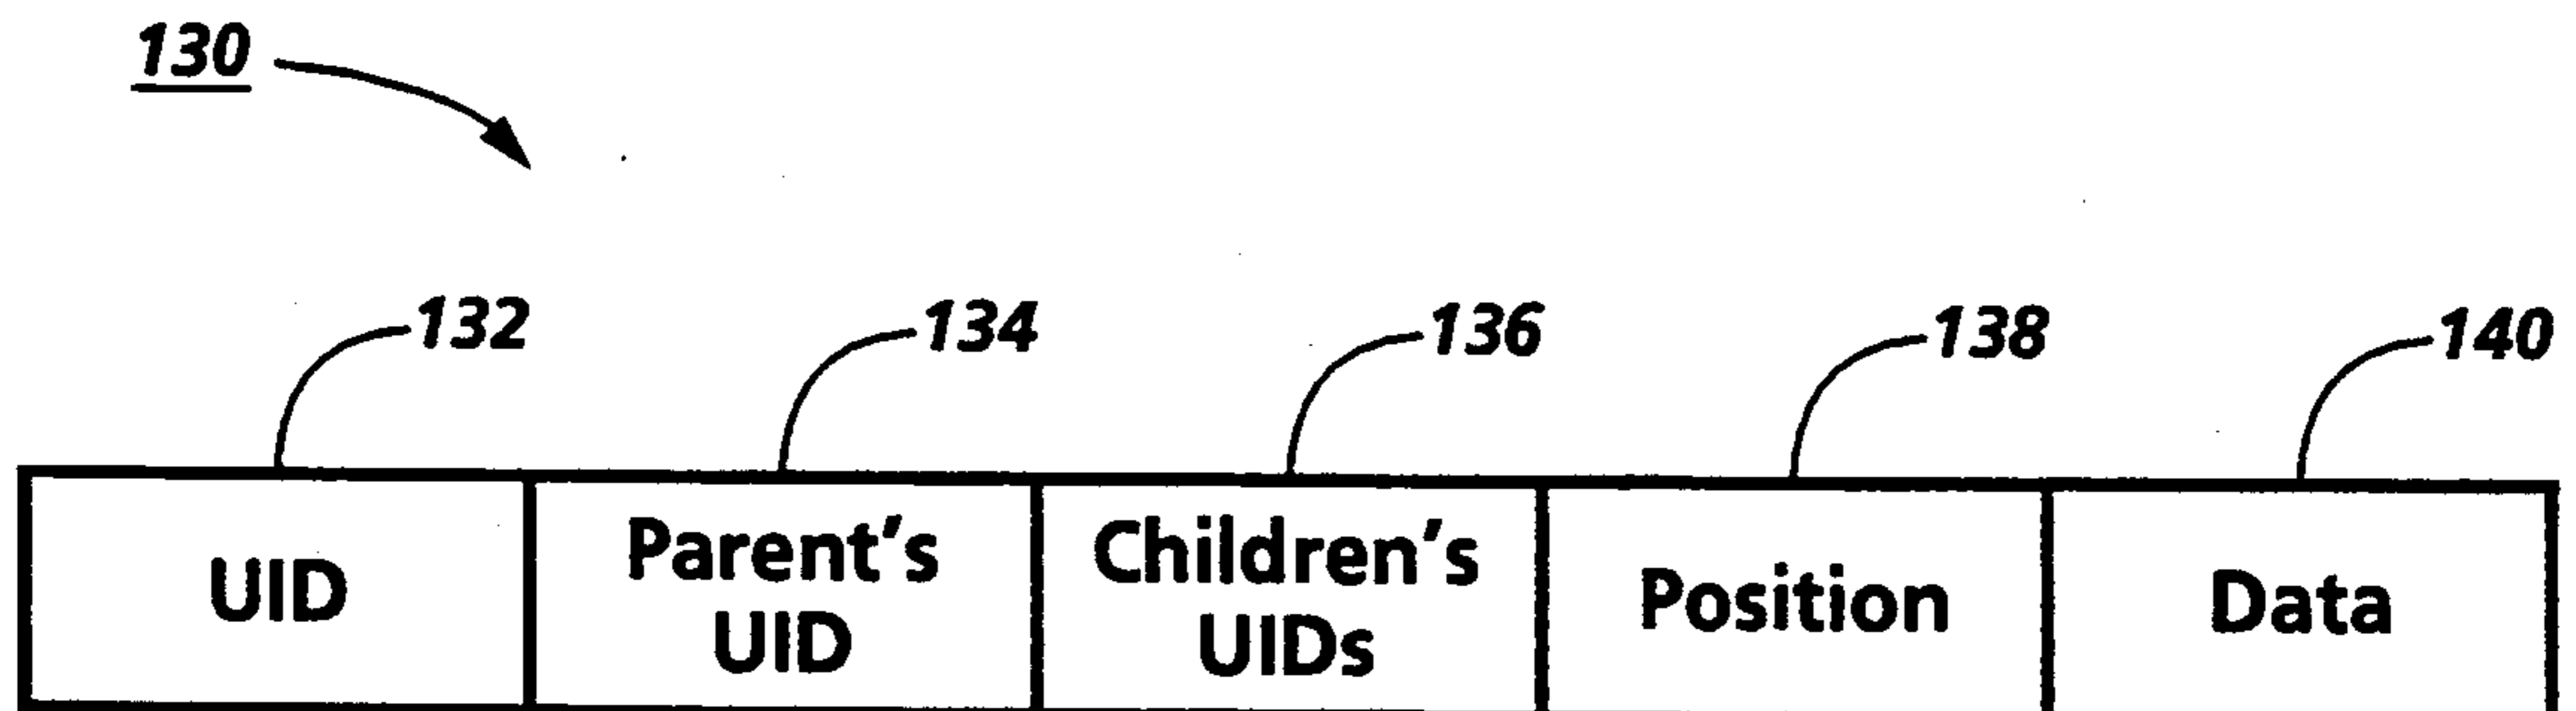 130
132 134 136 138 140
UID
Parent's
UID
Children's
UIDs
Position
Data